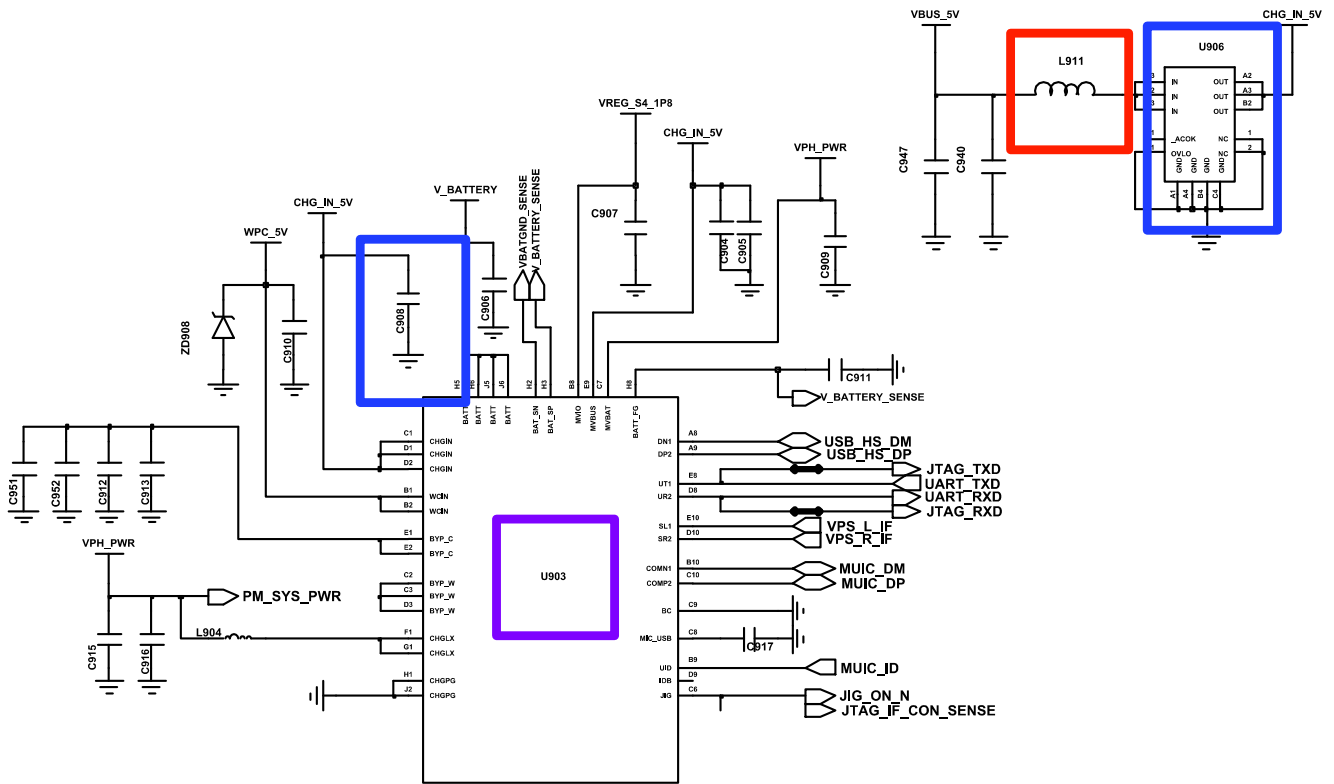 VBUS_5V
CHG_IN_5V
L911
U906
3 IN OUT A2
2 IN OUT A3
3 IN OUT B2
1 _ACOK NC 1
1 OVLO NC 2
GND GND GND GND
A1 A4 B4 C4
C947
C940
VREG_S4_1P8
CHG_IN_5V
VPH_PWR
V_BATTERY
VBATGND_SENSE
V_BATTERY_SENSE
CHG_IN_5V
WPC_5V
C907
C904
C905
C909
C906
C908
ZD908
C910
C911
V_BATTERY_SENSE
H5 H6 J5 J6 H2 H3 B8 E9 C7 H8
BATT BATT BATT BATT BAT_SN BAT_SP MVIO MVBUS MVBAT BATT_FG
C1 CHGIN
D1 CHGIN
D2 CHGIN
B1 WCIN
B2 WCIN
E1 BYP_C
E2 BYP_C
C2 BYP_W
C3 BYP_W
D3 BYP_W
F1 CHGLX
G1 CHGLX
H1 CHGPG
J2 CHGPG
U903
DN1 A8 USB_HS_DM
DP2 A9 USB_HS_DP
JTAG_TXD
UT1 E8 UART_TXD
UR2 D8 UART_RXD
JTAG_RXD
SL1 E10 VPS_L_IF
SR2 D10 VPS_R_IF
COMN1 B10 MUIC_DM
COMP2 C10 MUIC_DP
BC C9
MIC_USB C8
C917
UID B9 MUIC_ID
IDB D9
JIG C6 JIG_ON_N
JTAG_IF_CON_SENSE
C951
C952
C912
C913
VPH_PWR
PM_SYS_PWR
L904
C915
C916